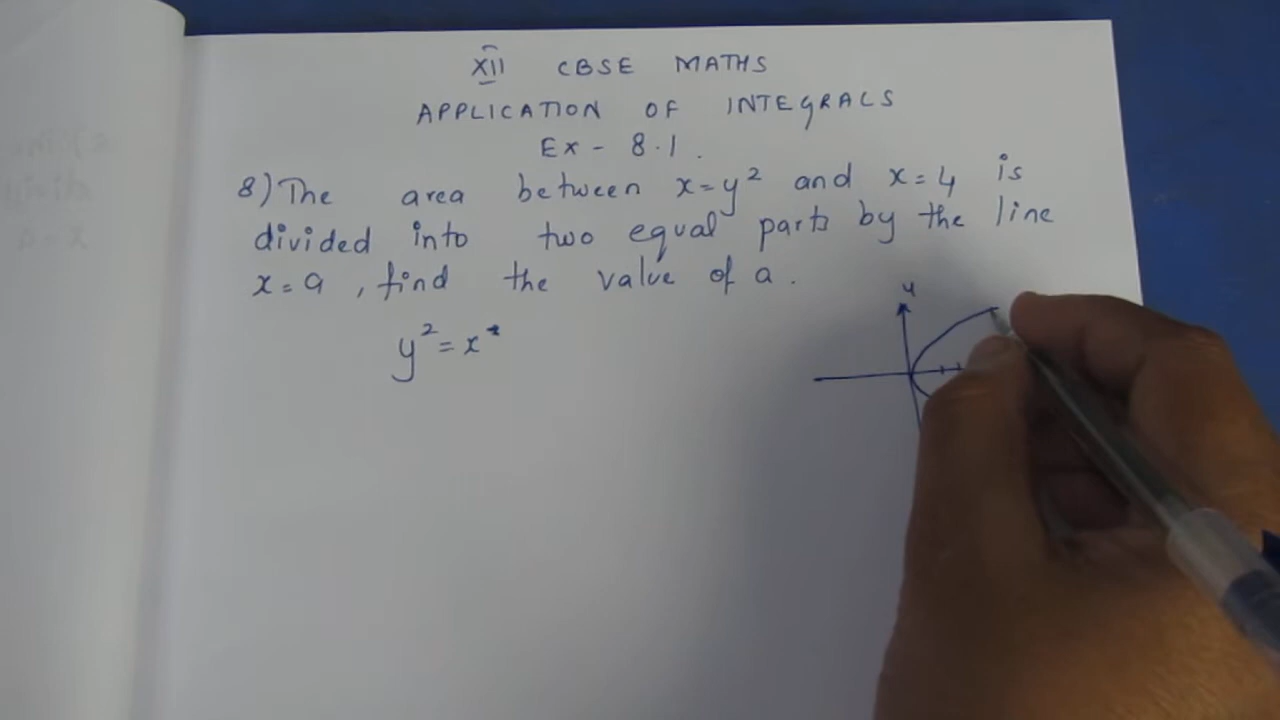 XII CBSE MATHS
APPLICATION OF INTEGRALS
Ex - 8.1.
8) The area between x = y² and x = 4 is
divided into two equal parts by the line
x = a, find the value of a.
y
y² = x